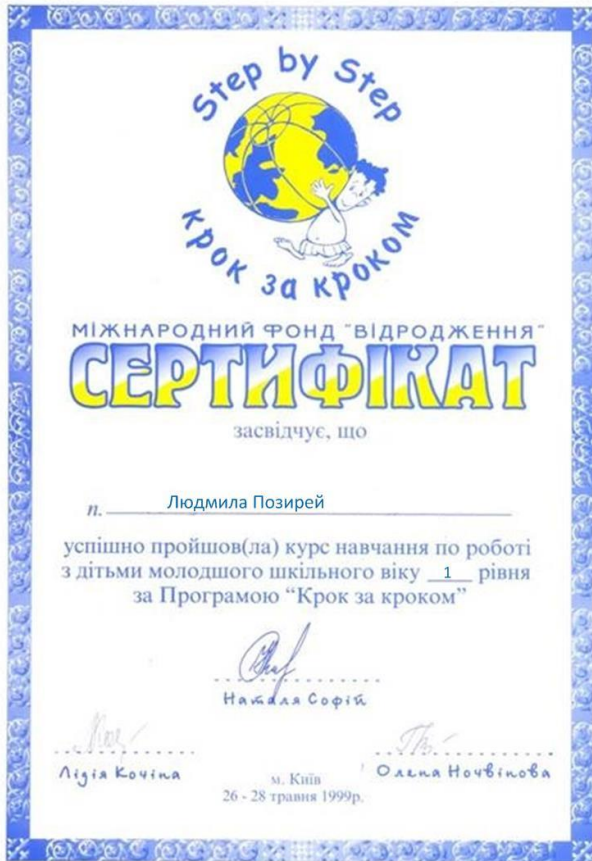 Step by Step
крок за кроком
МІЖНАРОДНИЙ ФОНД "ВІДРОДЖЕННЯ"
СЕРТИФІКАТ
засвідчує, що
п. Людмила Позирей
успішно пройшов(ла) курс навчання по роботі
з дітьми молодшого шкільного віку 1 рівня
за Програмою “Крок за кроком”
Наталя Софій
Лідія Кочіна
Олена Ночвінова
м. Київ
26 - 28 травня 1999р.